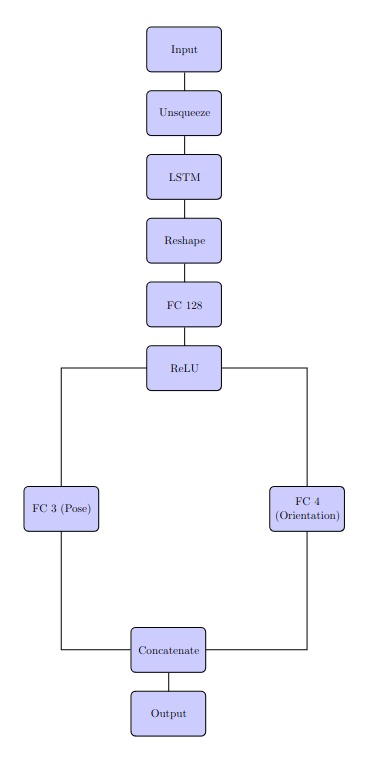 Input
Unsqueeze
LSTM
Reshape
FC 128
ReLU
FC 3 (Pose)
FC 4
(Orientation)
Concatenate
Output